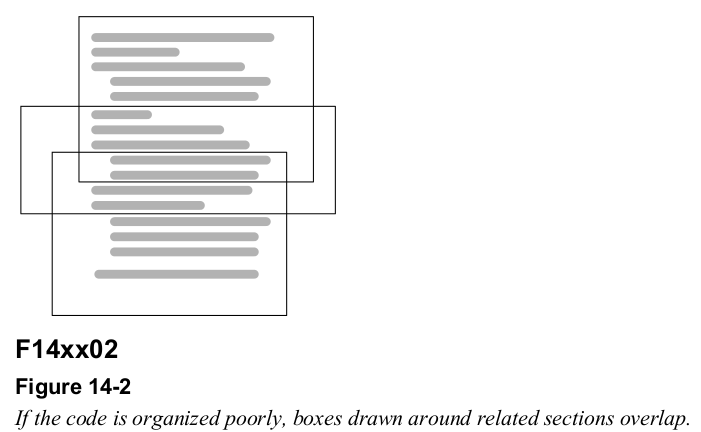 F14xx02
Figure 14-2
If the code is organized poorly, boxes drawn around related sections overlap.